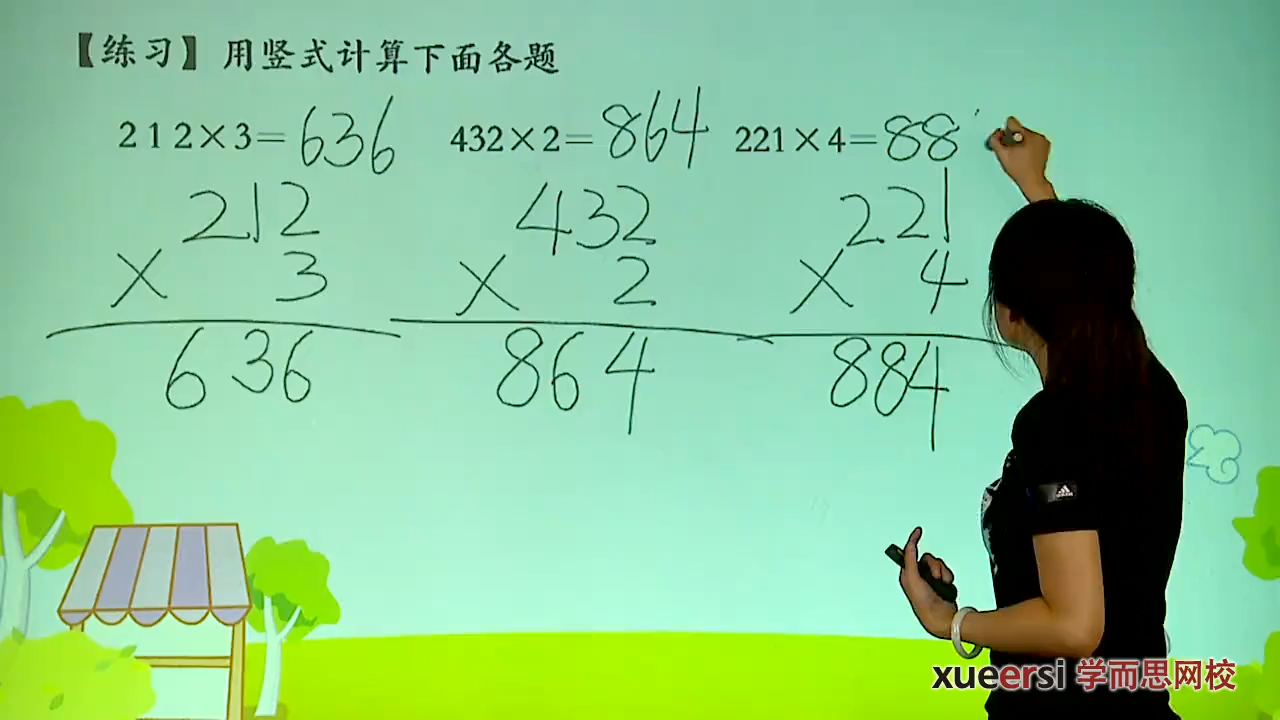 【练习】用竖式计算下面各题
212×3=636 432×2=864 221×4=88
212 432 221
× 3 × 2 × 4
636 864 884
xueersi 学而思网校